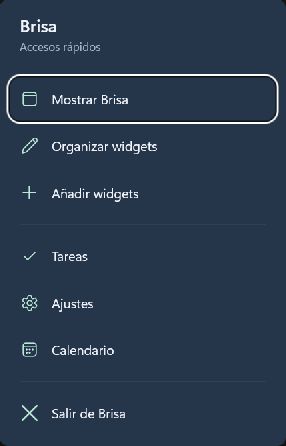 Brisa
Accesos rápidos
Mostrar Brisa
Organizar widgets
Añadir widgets
Tareas
Ajustes
Calendario
Salir de Brisa